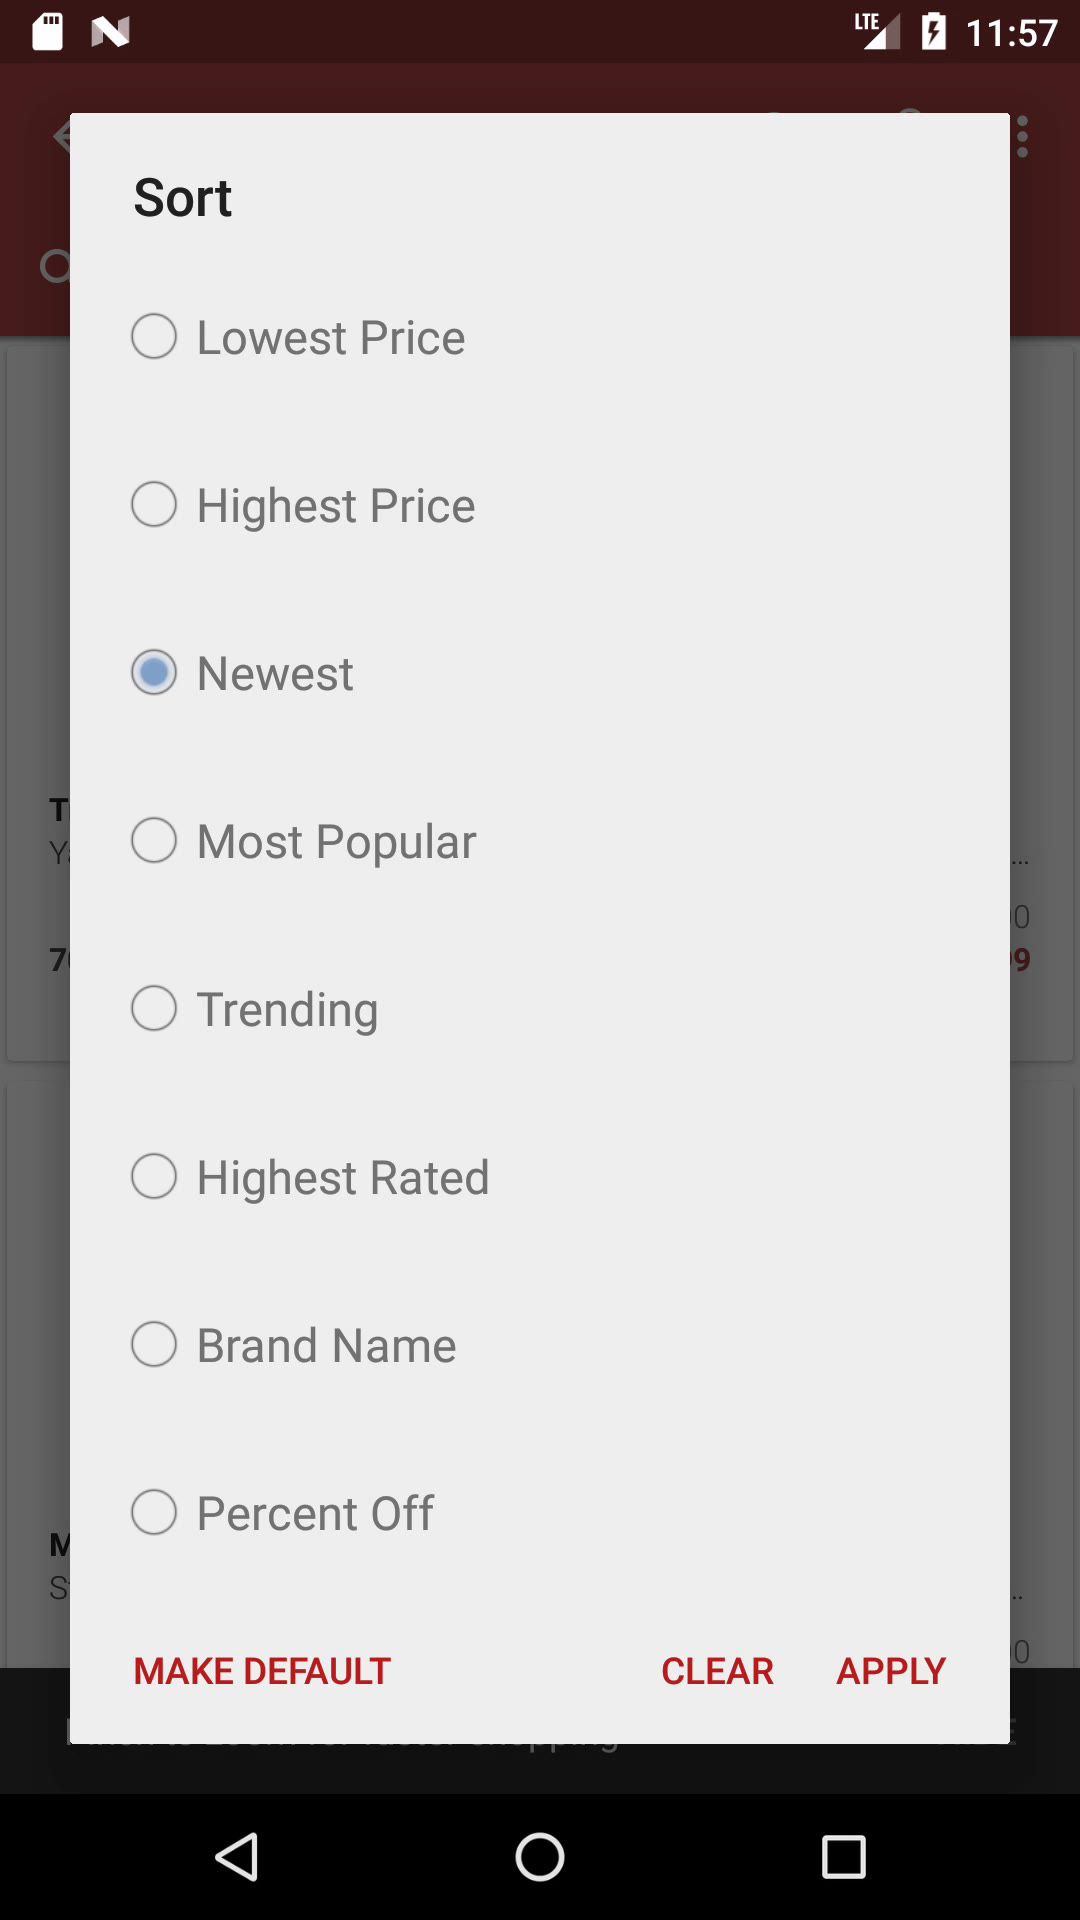 LTE 11:57
Sort
Lowest Price
Highest Price
Newest
Most Popular
Trending
Highest Rated
Brand Name
Percent Off
MAKE DEFAULT CLEAR APPLY